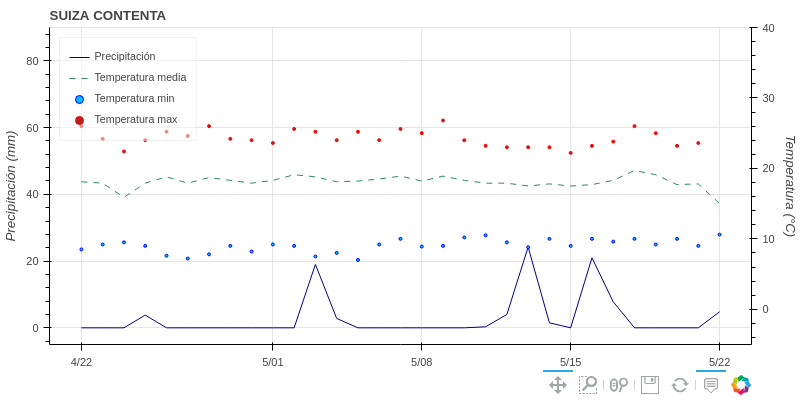 SUIZA CONTENTA
Precipitación
Temperatura media
Temperatura min
Temperatura max
Precipitación (mm)
80
60
40
20
0
Temperatura (°C)
40
30
20
10
0
4/22
5/01
5/08
5/15
5/22